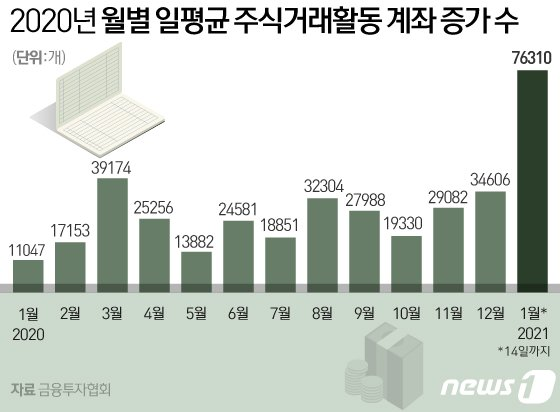 2020년 월별 일평균 주식거래활동 계좌 증가 수
(단위:개)
11047
17153
39174
25256
13882
24581
18851
32304
27988
19330
29082
34606
76310
1월 2월 3월 4월 5월 6월 7월 8월 9월 10월 11월 12월 1월*
2020 2021
*14일까지
자료 금융투자협회
news1